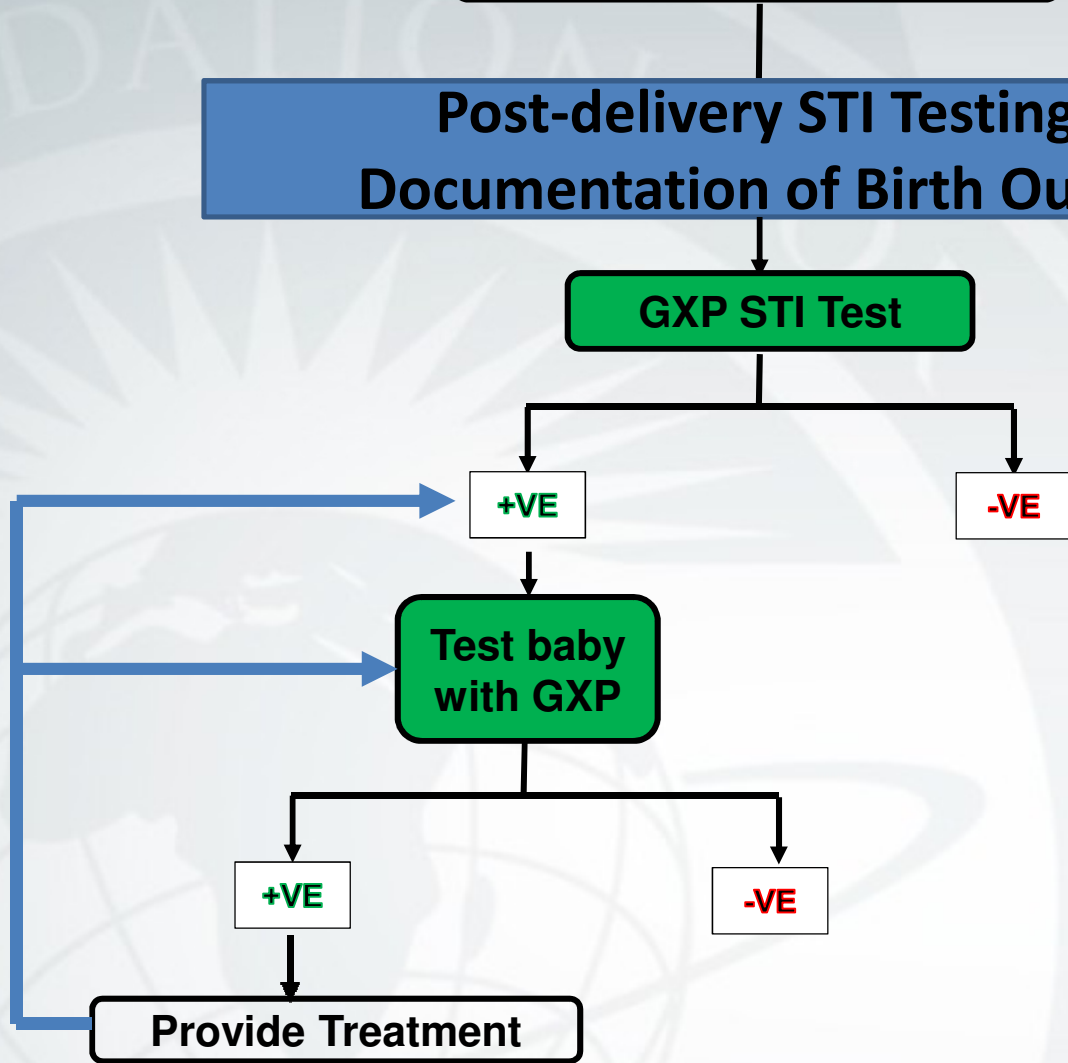 Post-delivery STI Testing
Documentation of Birth
GXP STI Test
+VE
-VE
Test baby
with GXP
+VE
-VE
Provide Treatment